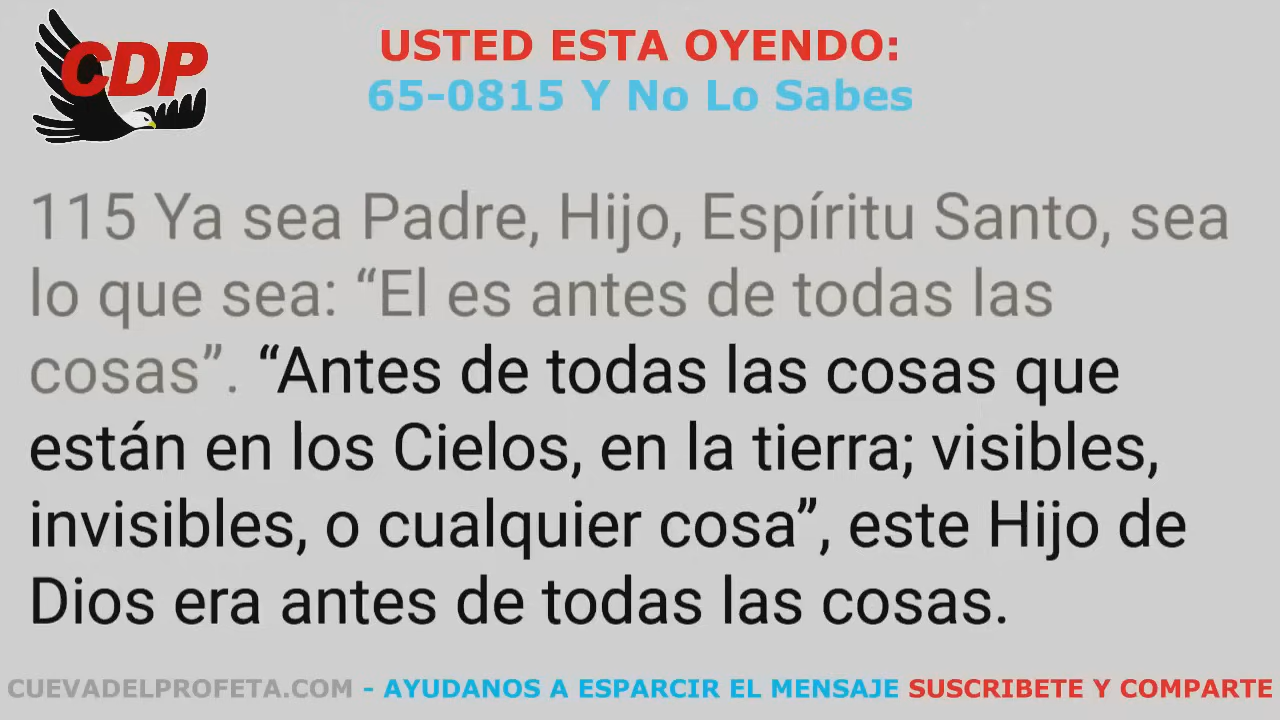 CDP
USTED ESTA OYENDO:
65-0815 Y No Lo Sabes
115 Ya sea Padre, Hijo, Espíritu Santo, sea
lo que sea: “El es antes de todas las
cosas”. “Antes de todas las cosas que
están en los Cielos, en la tierra; visibles,
invisibles, o cualquier cosa”, este Hijo de
Dios era antes de todas las cosas.
CUEVADELPROFETA.COM - AYUDANOS A ESPARCIR EL MENSAJE SUSCRIBETE Y COMPARTE